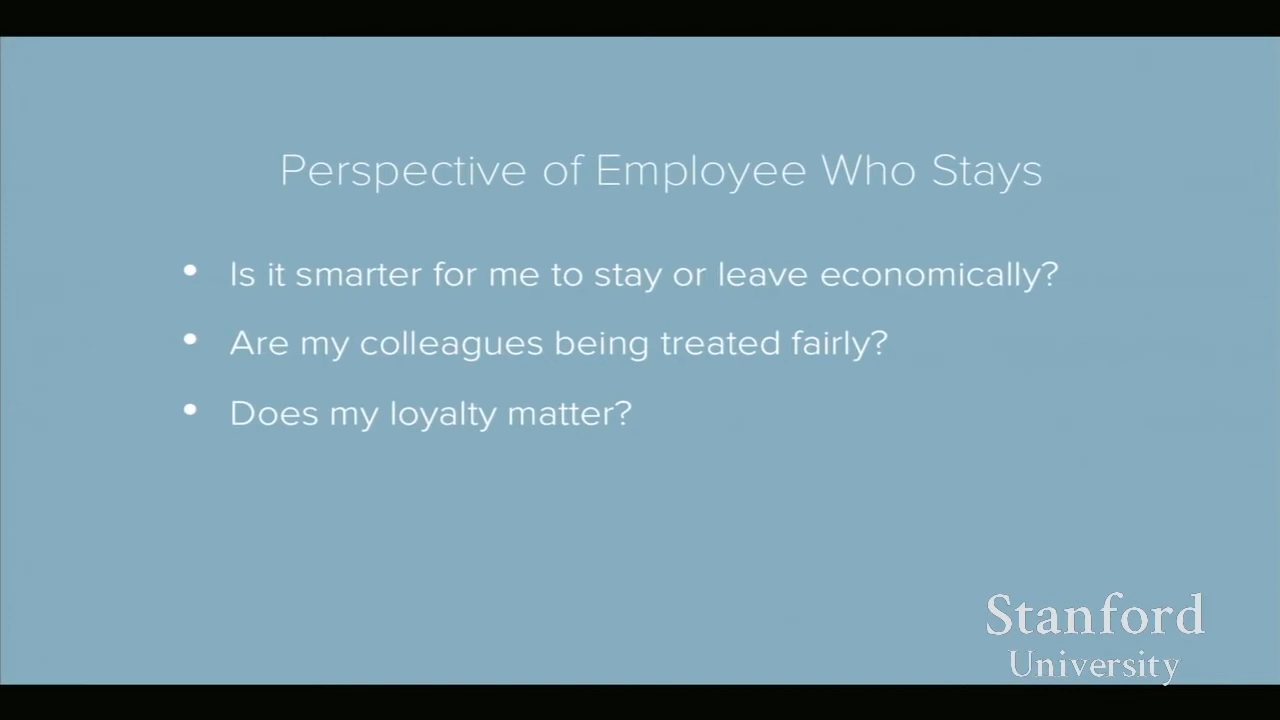 Perspective of Employee Who Stays
• Is it smarter for me to stay or leave economically?
• Are my colleagues being treated fairly?
• Does my loyalty matter?
Stanford
University